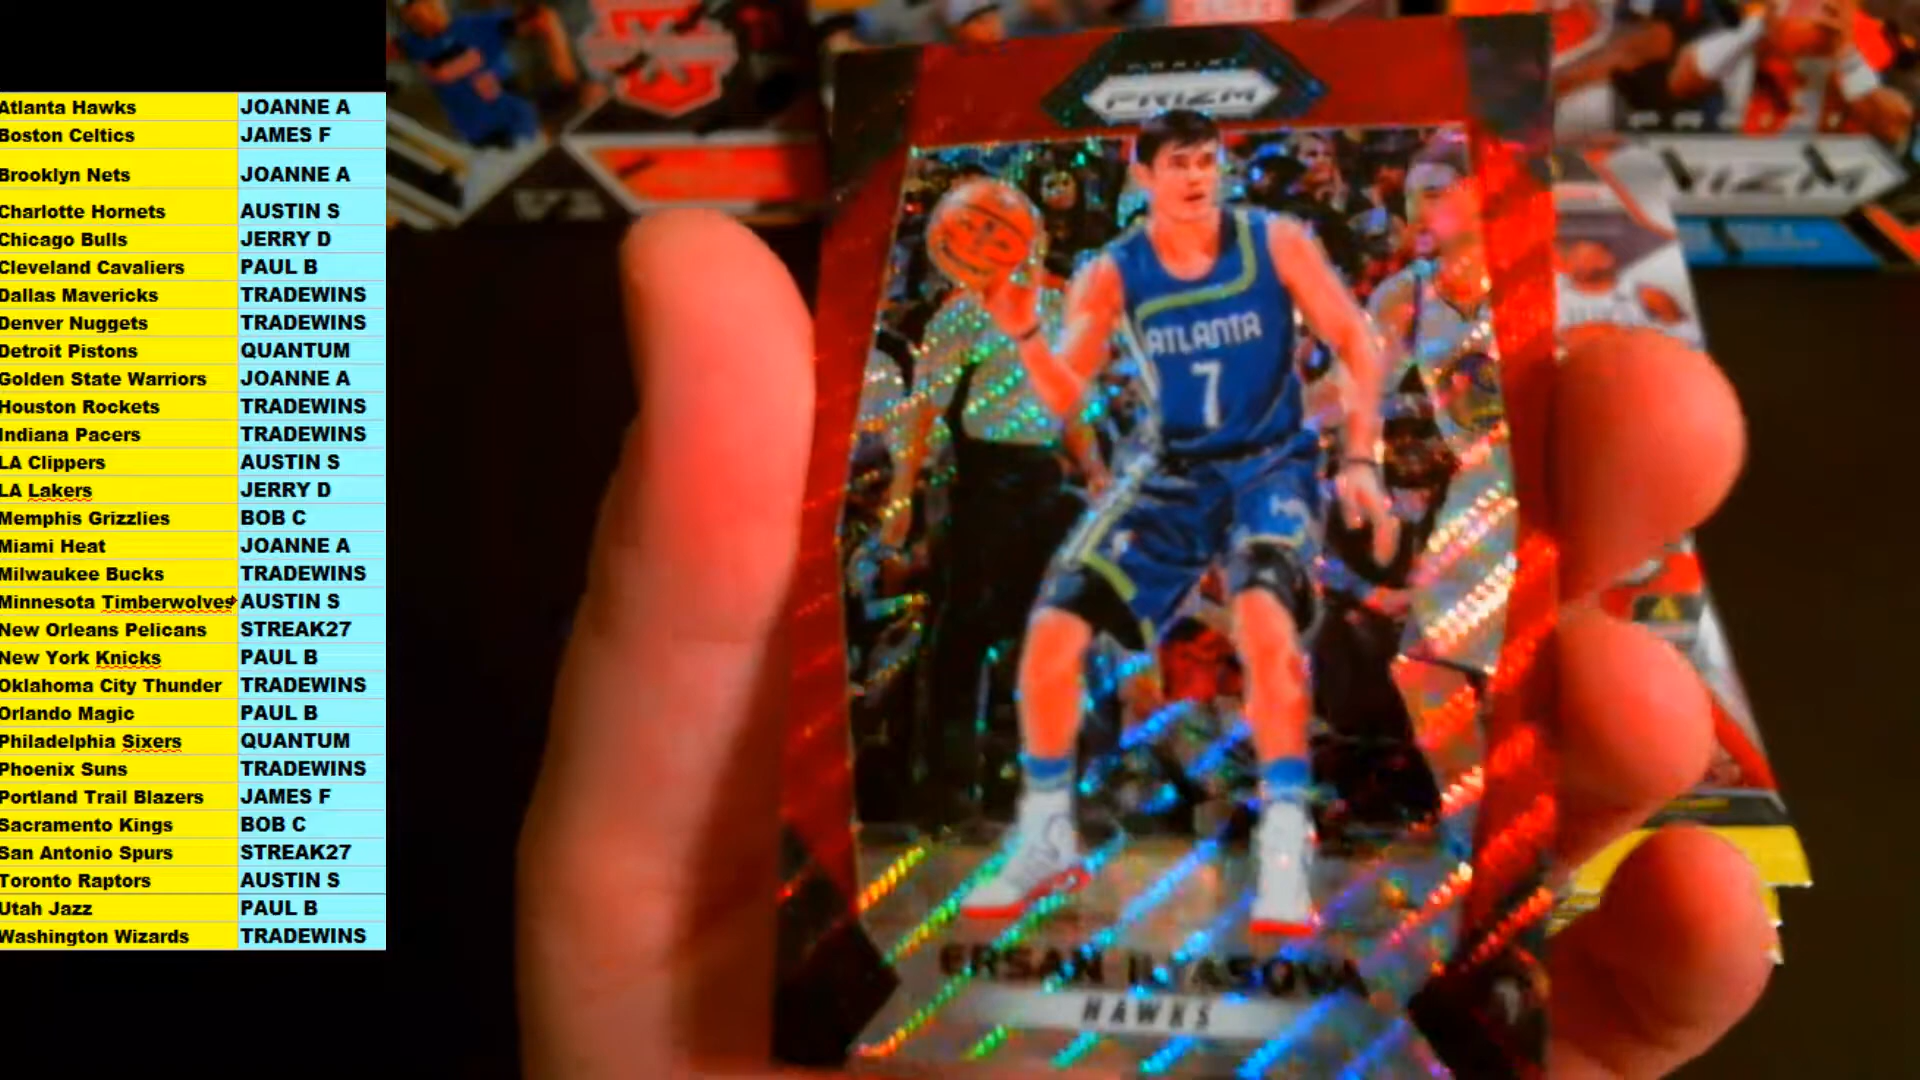 Atlanta Hawks JOANNE A
Boston Celtics JAMES F
Brooklyn Nets JOANNE A
Charlotte Hornets AUSTIN S
Chicago Bulls JERRY D
Cleveland Cavaliers PAUL B
Dallas Mavericks TRADEWINS
Denver Nuggets TRADEWINS
Detroit Pistons QUANTUM
Golden State Warriors JOANNE A
Houston Rockets TRADEWINS
Indiana Pacers TRADEWINS
LA Clippers AUSTIN S
LA Lakers JERRY D
Memphis Grizzlies BOB C
Miami Heat JOANNE A
Milwaukee Bucks TRADEWINS
Minnesota Timberwolves AUSTIN S
New Orleans Pelicans STREAK27
New York Knicks PAUL B
Oklahoma City Thunder TRADEWINS
Orlando Magic PAUL B
Philadelphia Sixers QUANTUM
Phoenix Suns TRADEWINS
Portland Trail Blazers JAMES F
Sacramento Kings BOB C
San Antonio Spurs STREAK27
Toronto Raptors AUSTIN S
Utah Jazz PAUL B
Washington Wizards TRADEWINS
PANINI
PRIZM
ATLANTA
7
ERSAN ILYASOVA
HAWKS
PRIZM